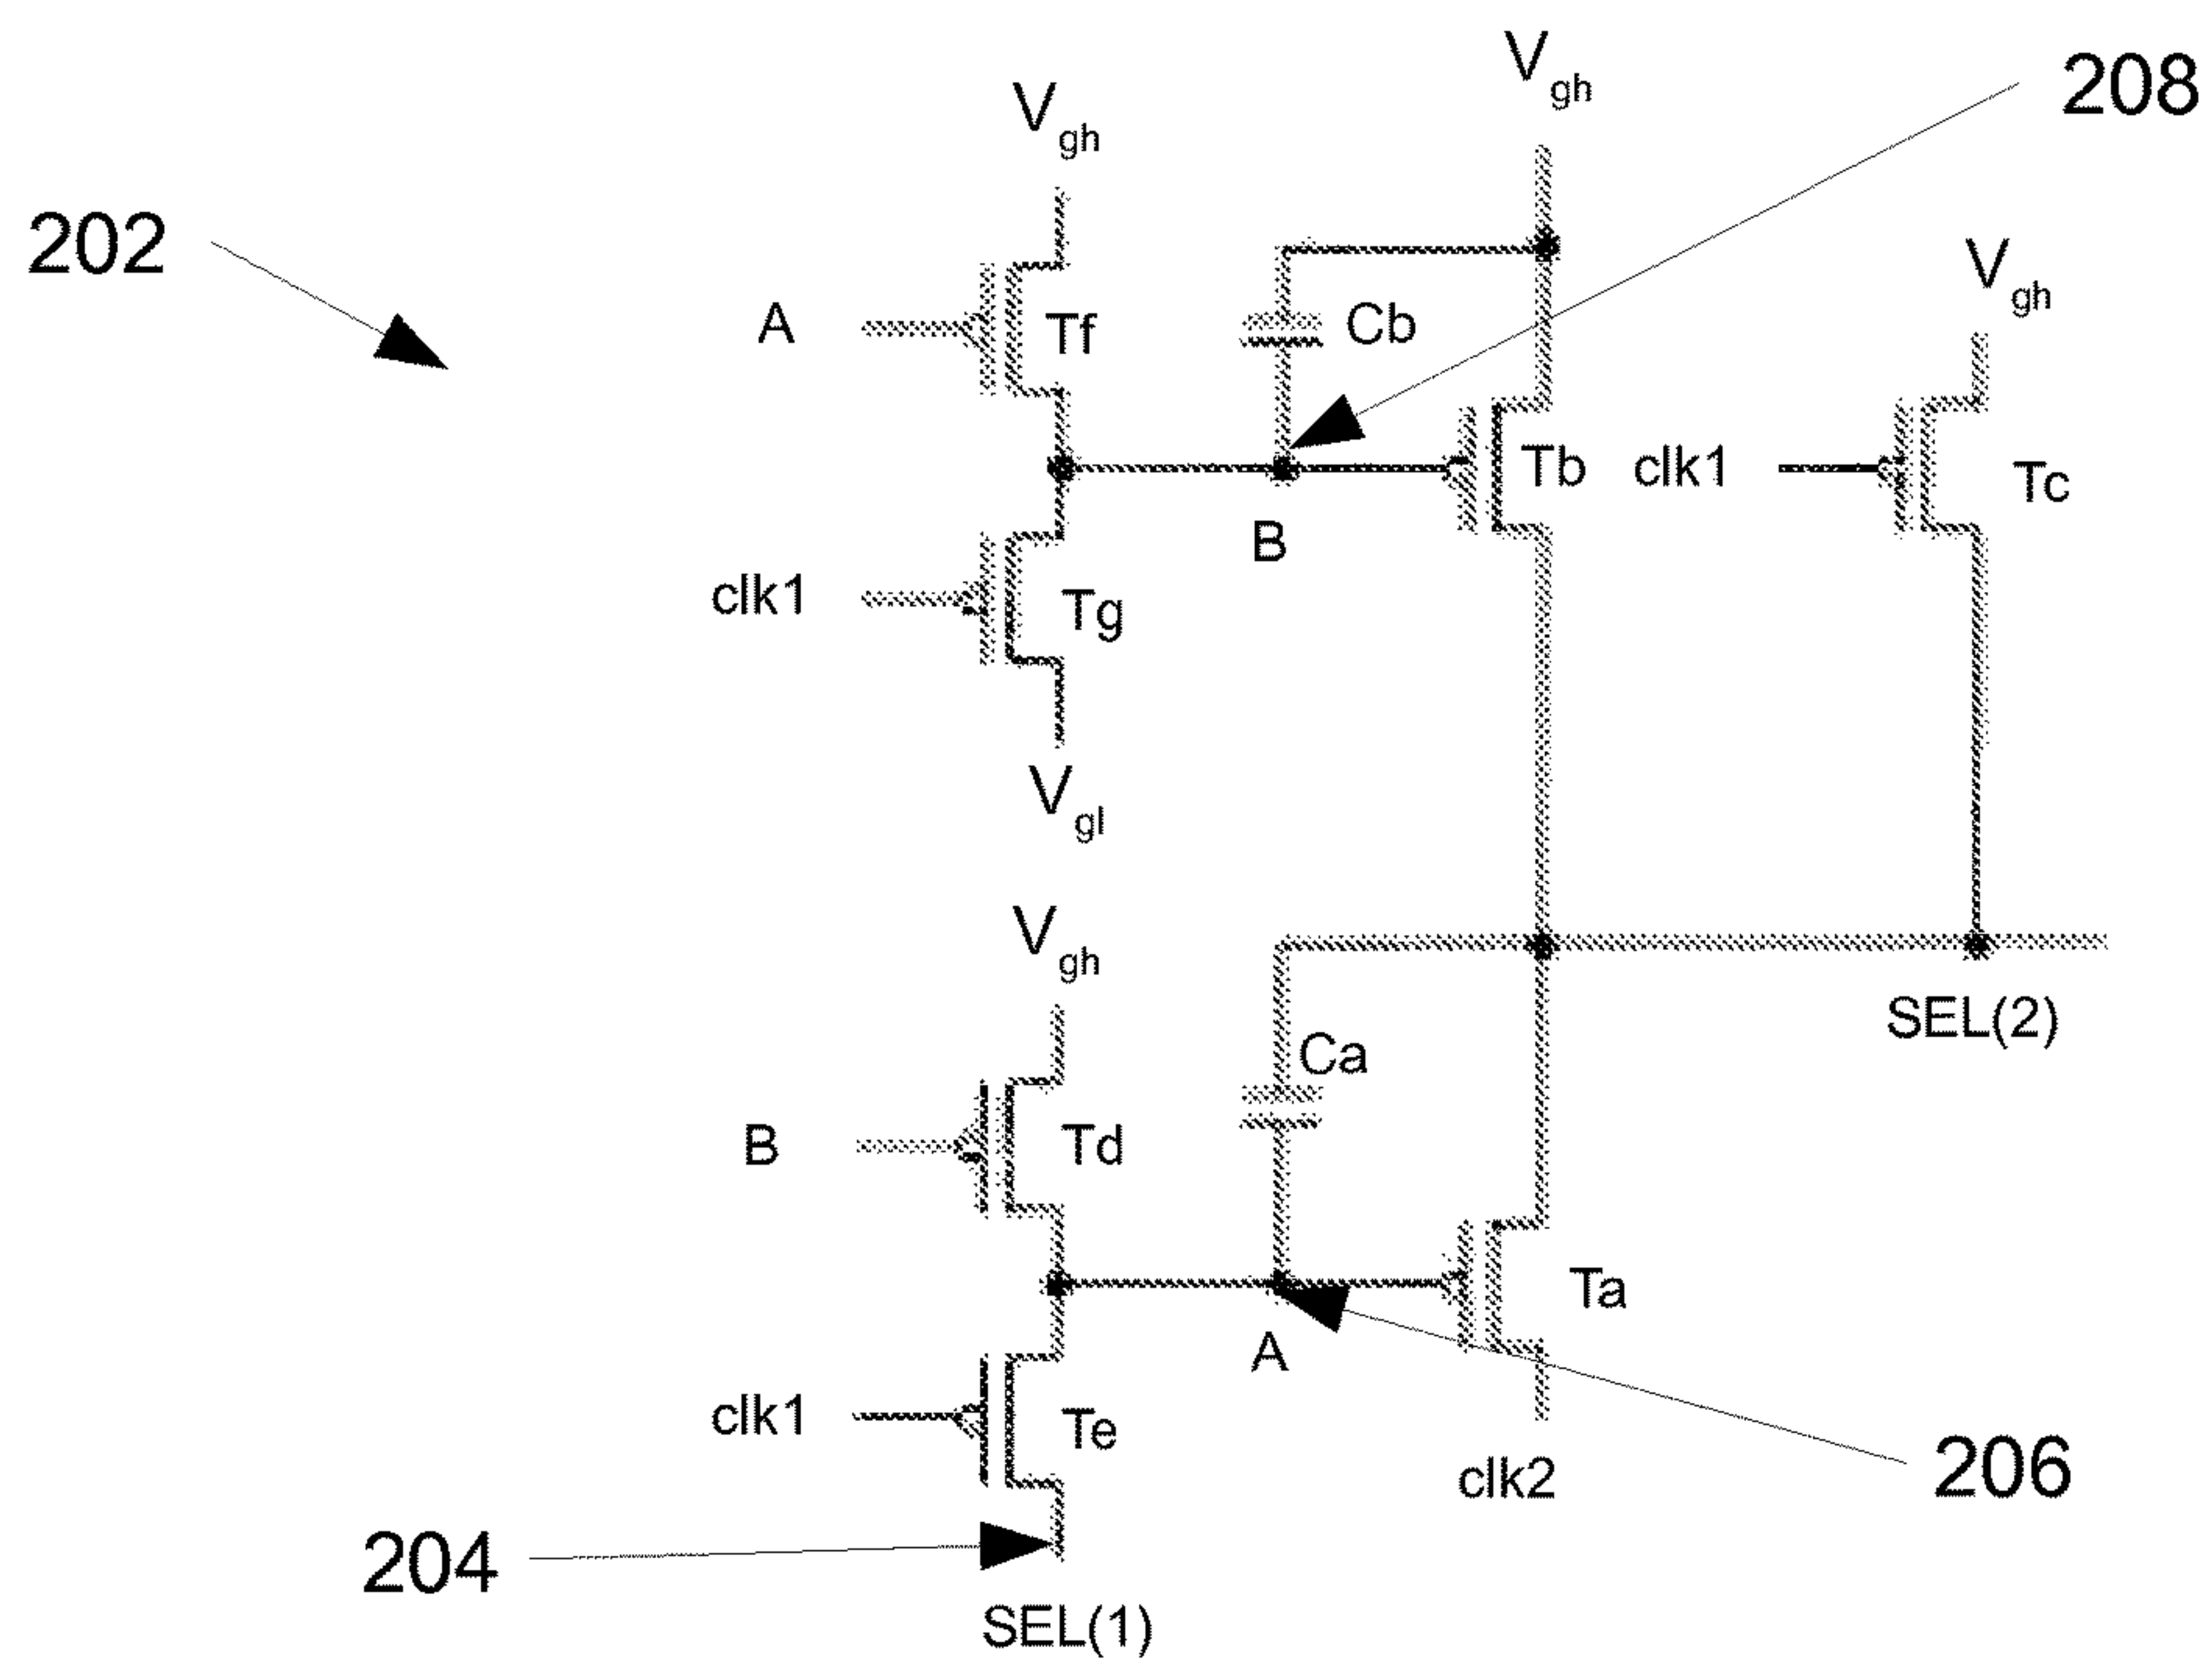 Vgh
208
Vgh
202
Vgh
A
Tf
Cb
Tb
clk1
Tc
B
clk1
Tg
Vgl
Vgh
SEL(2)
Ca
B
Td
Ta
A
clk1
Te
clk2
206
204
SEL(1)